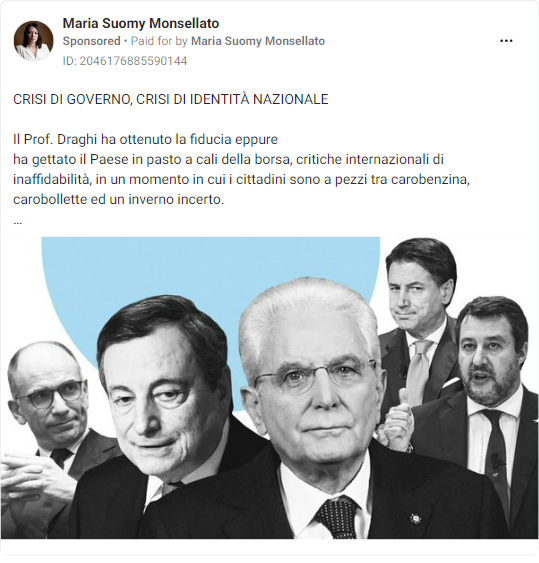 Maria Suomy Monsellato
Sponsored • Paid for by Maria Suomy Monsellato
ID: 2046176885590144
CRISI DI GOVERNO, CRISI DI IDENTITÀ NAZIONALE
Il Prof. Draghi ha ottenuto la fiducia eppure
ha gettato il Paese in pasto a cali della borsa, critiche internazionali di
inaffidabilità, in un momento in cui i cittadini sono a pezzi tra carobenzina,
carobollette ed un inverno incerto.
...